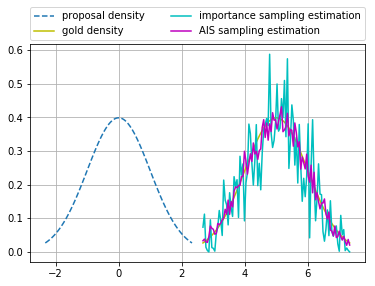 proposal density
gold density
importance sampling estimation
AIS sampling estimation
0.6
0.5
0.4
0.3
0.2
0.1
0.0
−2 0 2 4 6